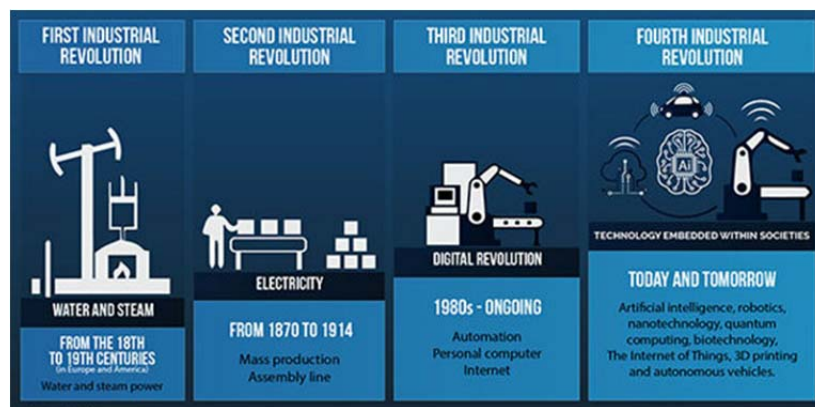 FIRST INDUSTRIAL
REVOLUTION
WATER AND STEAM
FROM THE 18TH
TO 19TH CENTURIES
(in Europe and America)
Water and steam power
SECOND INDUSTRIAL
REVOLUTION
ELECTRICITY
FROM 1870 TO 1914
Mass production
Assembly line
THIRD INDUSTRIAL
REVOLUTION
DIGITAL REVOLUTION
1980s - ONGOING
Automation
Personal computer
Internet
FOURTH INDUSTRIAL
REVOLUTION
Ai
TECHNOLOGY EMBEDDED WITHIN SOCIETIES
TODAY AND TOMORROW
Artificial intelligence, robotics,
nanotechnology, quantum
computing, biotechnology,
The Internet of Things, 3D printing
and autonomous vehicles.